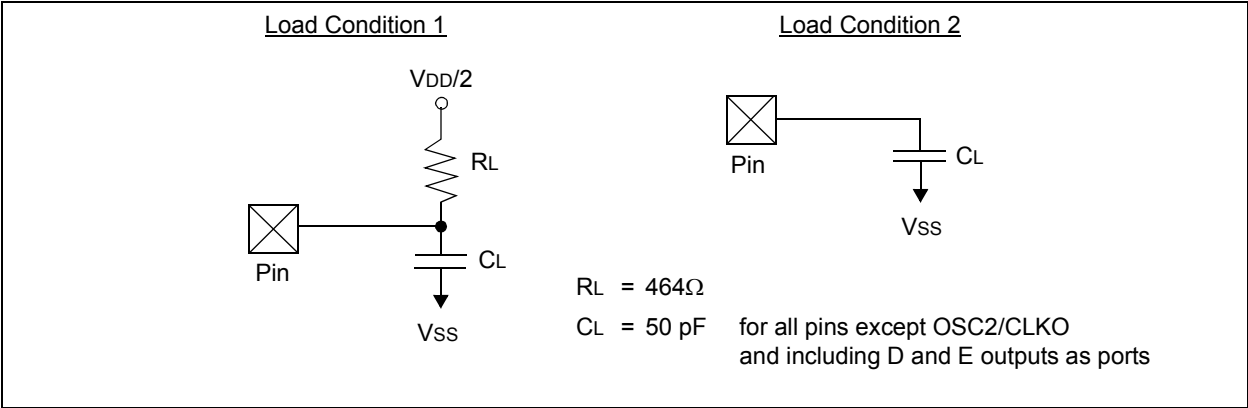 Load Condition 1
Load Condition 2
VDD/2
RL
Pin
CL
VSS
Pin
CL
VSS
RL = 464Ω
CL = 50 pF for all pins except OSC2/CLKO
and including D and E outputs as ports